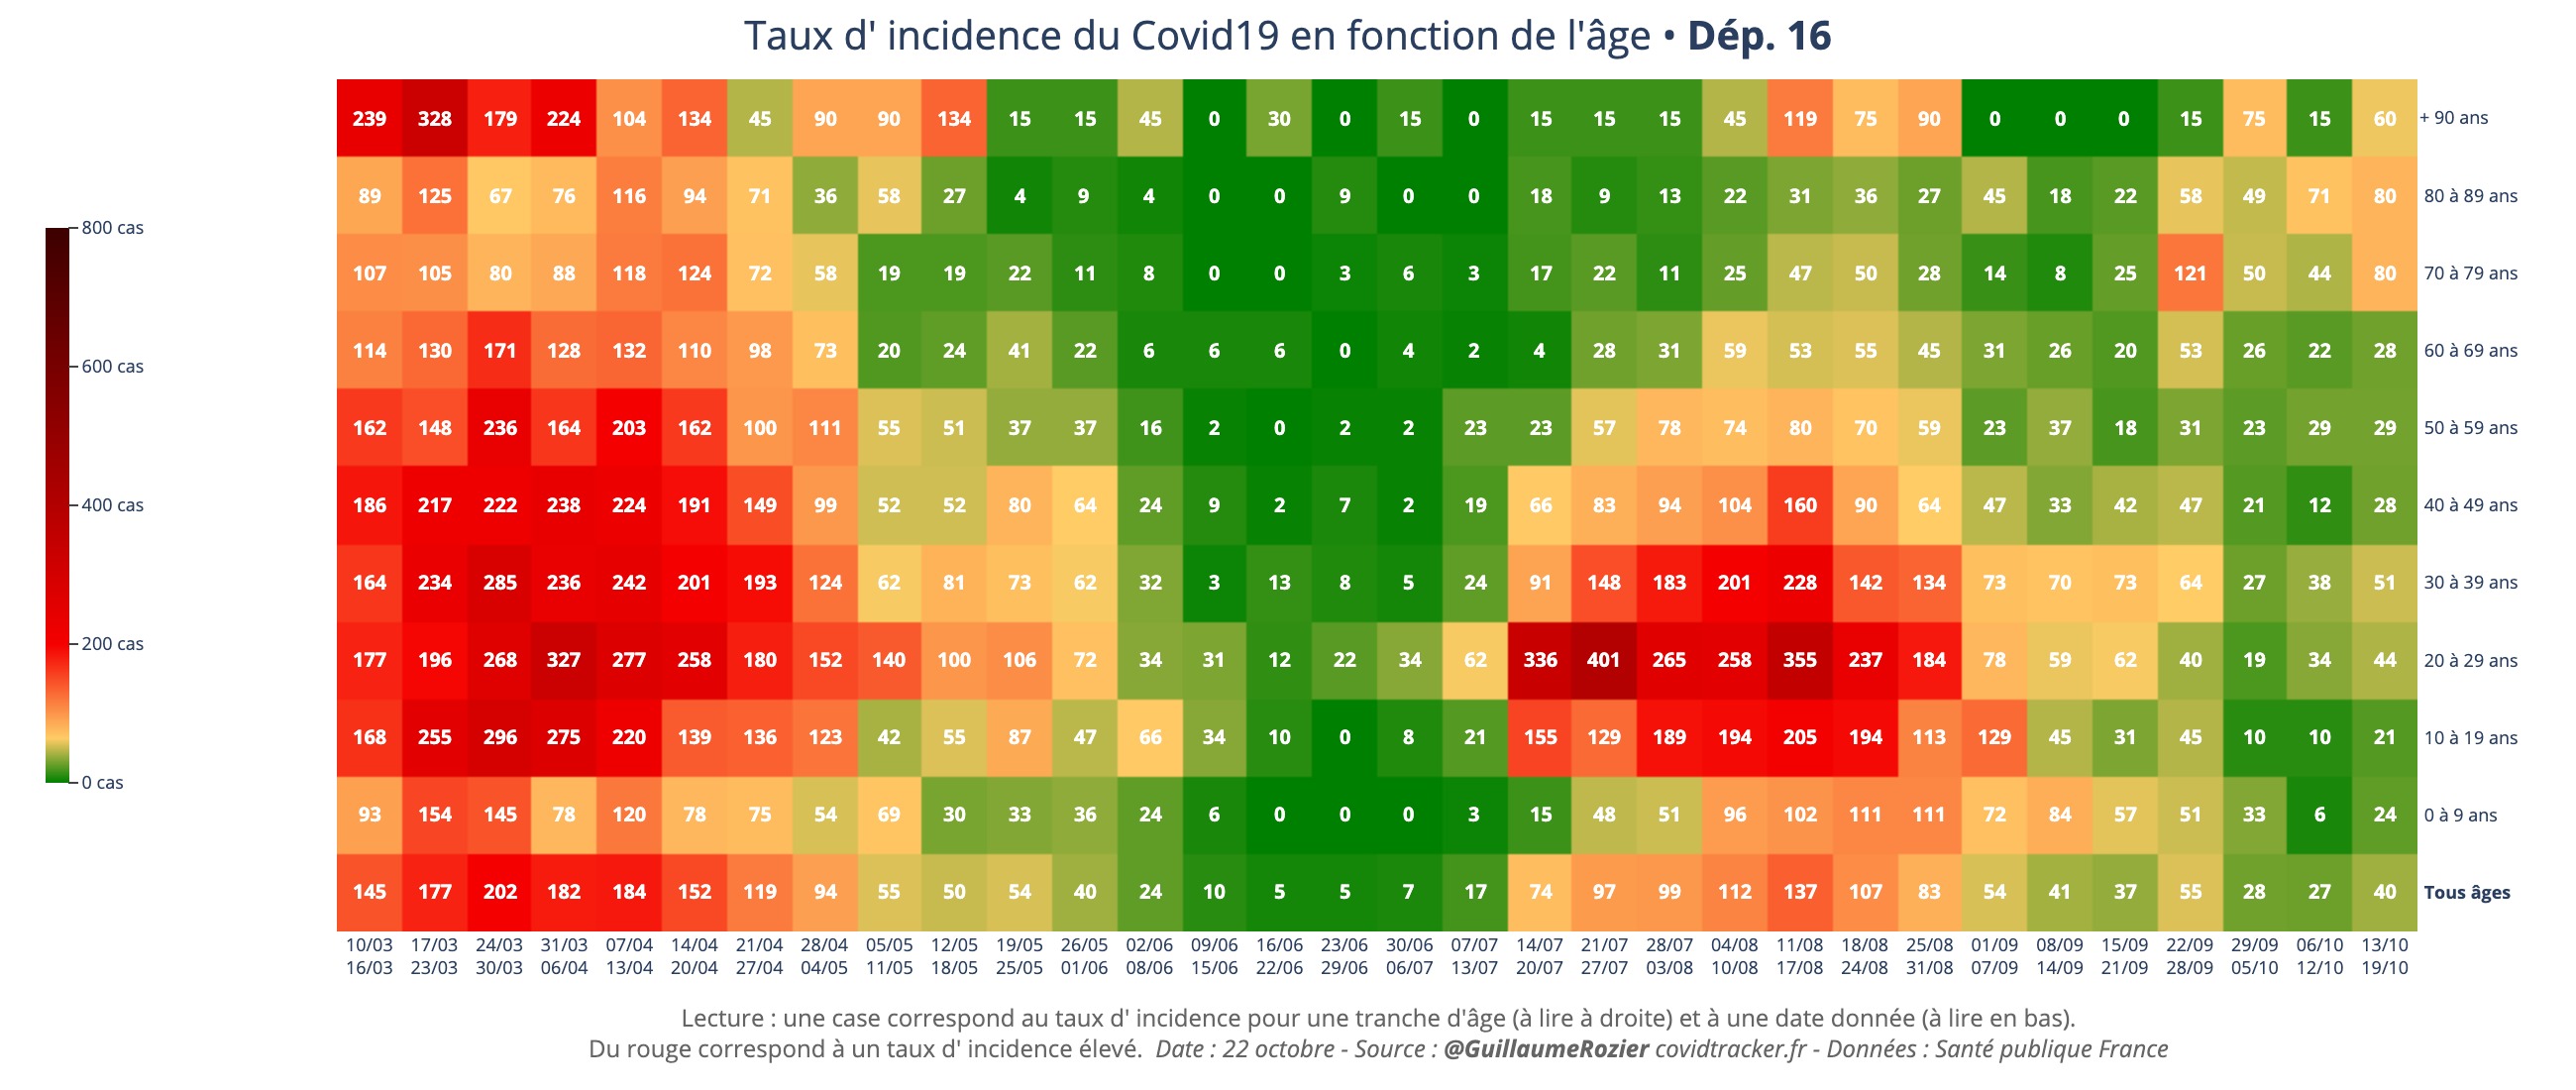 Taux d' incidence du Covid19 en fonction de l'âge • Dép. 16
239 328 179 224 104 134 45 90 90 134 15 15 45 0 30 0 15 0 15 15 15 45 119 75 90 0 0 0 15 75 15 60 + 90 ans
89 125 67 76 116 94 71 36 58 27 4 9 4 0 0 9 0 0 18 9 13 22 31 36 27 45 18 22 58 49 71 80 80 à 89 ans
107 105 80 88 118 124 72 58 19 19 22 11 8 0 0 3 6 3 17 22 11 25 47 50 28 14 8 25 121 50 44 80 70 à 79 ans
114 130 171 128 132 110 98 73 20 24 41 22 6 6 6 0 4 2 4 28 31 59 53 55 45 31 26 20 53 26 22 28 60 à 69 ans
162 148 236 164 203 162 100 111 55 51 37 37 16 2 0 2 2 23 23 57 78 74 80 70 59 23 37 18 31 23 29 29 50 à 59 ans
186 217 222 238 224 191 149 99 52 52 80 64 24 9 2 7 2 19 66 83 94 104 160 90 64 47 33 42 47 21 12 28 40 à 49 ans
164 234 285 236 242 201 193 124 62 81 73 62 32 3 13 8 5 24 91 148 183 201 228 142 134 73 70 73 64 27 38 51 30 à 39 ans
177 196 268 327 277 258 180 152 140 100 106 72 34 31 12 22 34 62 336 401 265 258 355 237 184 78 59 62 40 19 34 44 20 à 29 ans
168 255 296 275 220 139 136 123 42 55 87 47 66 34 10 0 8 21 155 129 189 194 205 194 113 129 45 31 45 10 10 21 10 à 19 ans
93 154 145 78 120 78 75 54 69 30 33 36 24 6 0 0 0 3 15 48 51 96 102 111 111 72 84 57 51 33 6 24 0 à 9 ans
145 177 202 182 184 152 119 94 55 50 54 40 24 10 5 5 7 17 74 97 99 112 137 107 83 54 41 37 55 28 27 40 Tous âges
10/03 17/03 24/03 31/03 07/04 14/04 21/04 28/04 05/05 12/05 19/05 26/05 02/06 09/06 16/06 23/06 30/06 07/07 14/07 21/07 28/07 04/08 11/08 18/08 25/08 01/09 08/09 15/09 22/09 29/09 06/10 13/10
16/03 23/03 30/03 06/04 13/04 20/04 27/04 04/05 11/05 18/05 25/05 01/06 08/06 15/06 22/06 29/06 06/07 13/07 20/07 27/07 03/08 10/08 17/08 24/08 31/08 07/09 14/09 21/09 28/09 05/10 12/10 19/10
800 cas
600 cas
400 cas
200 cas
0 cas
Lecture : une case correspond au taux d' incidence pour une tranche d'âge (à lire à droite) et à une date donnée (à lire en bas).
Du rouge correspond à un taux d' incidence élevé. Date : 22 octobre - Source : @GuillaumeRozier covidtracker.fr - Données : Santé publique France